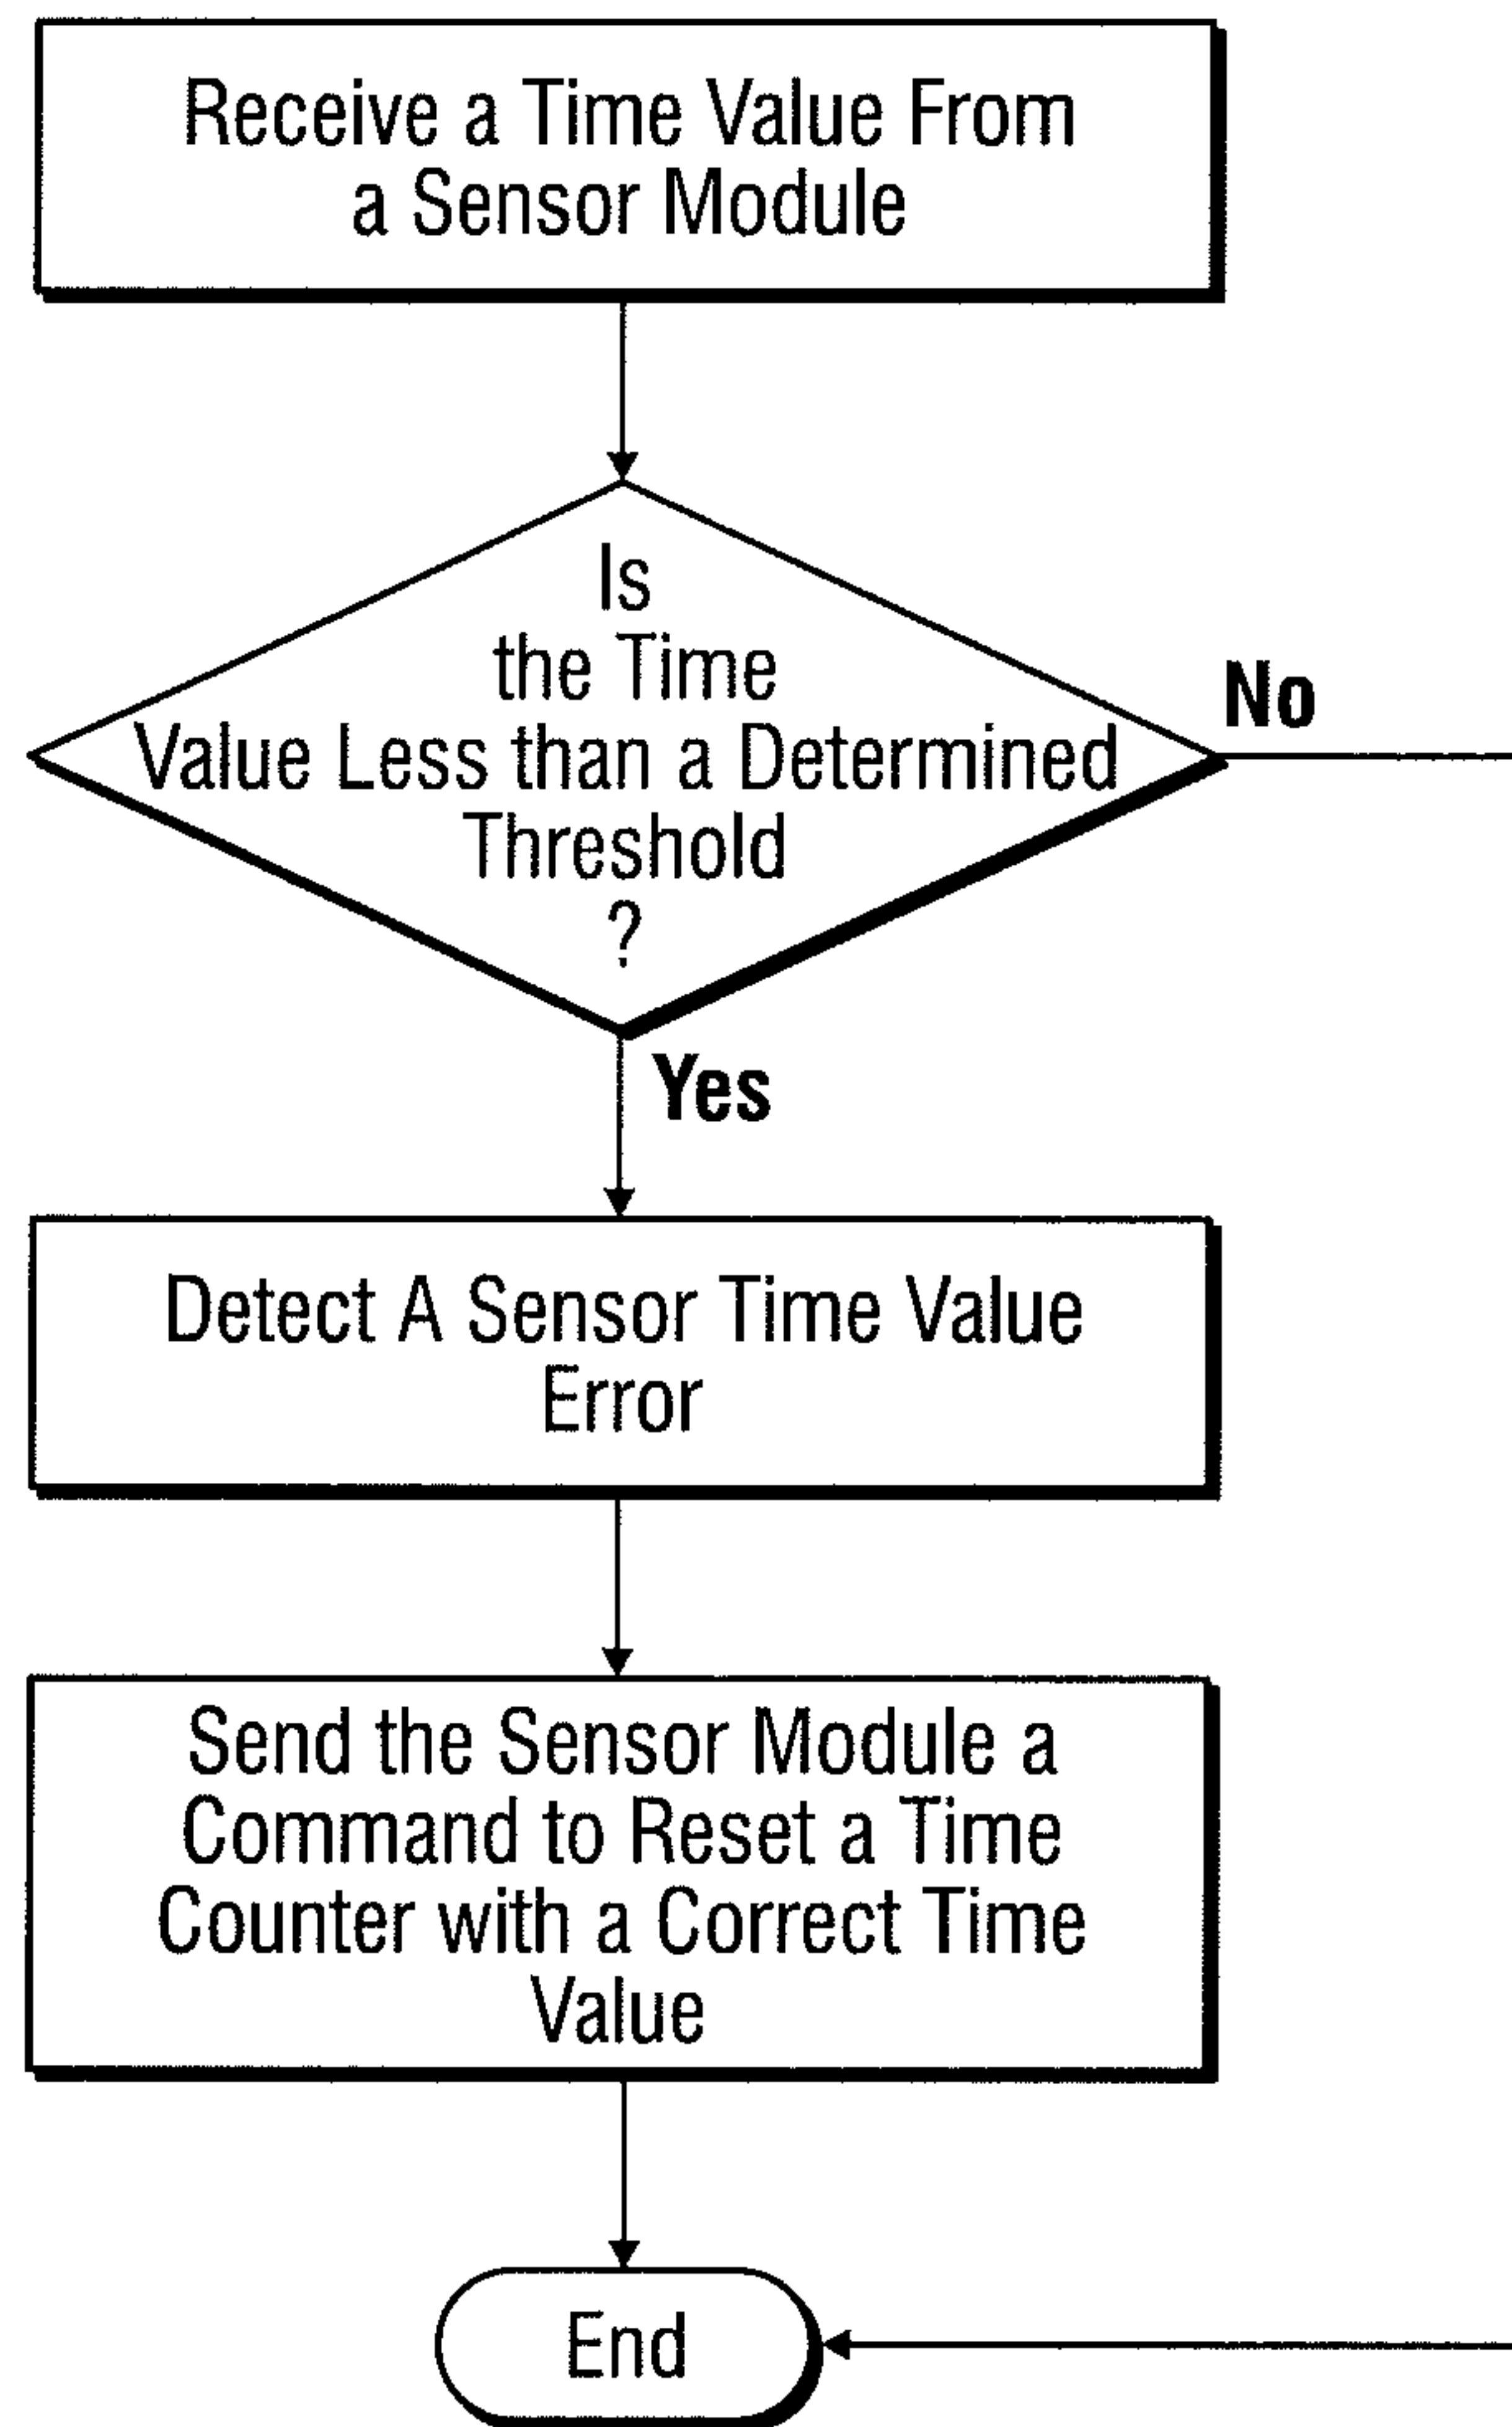 Receive a Time Value From
a Sensor Module
Is
the Time
Value Less than a Determined
Threshold
?
No
Yes
Detect A Sensor Time Value
Error
Send the Sensor Module a
Command to Reset a Time
Counter with a Correct Time
Value
End